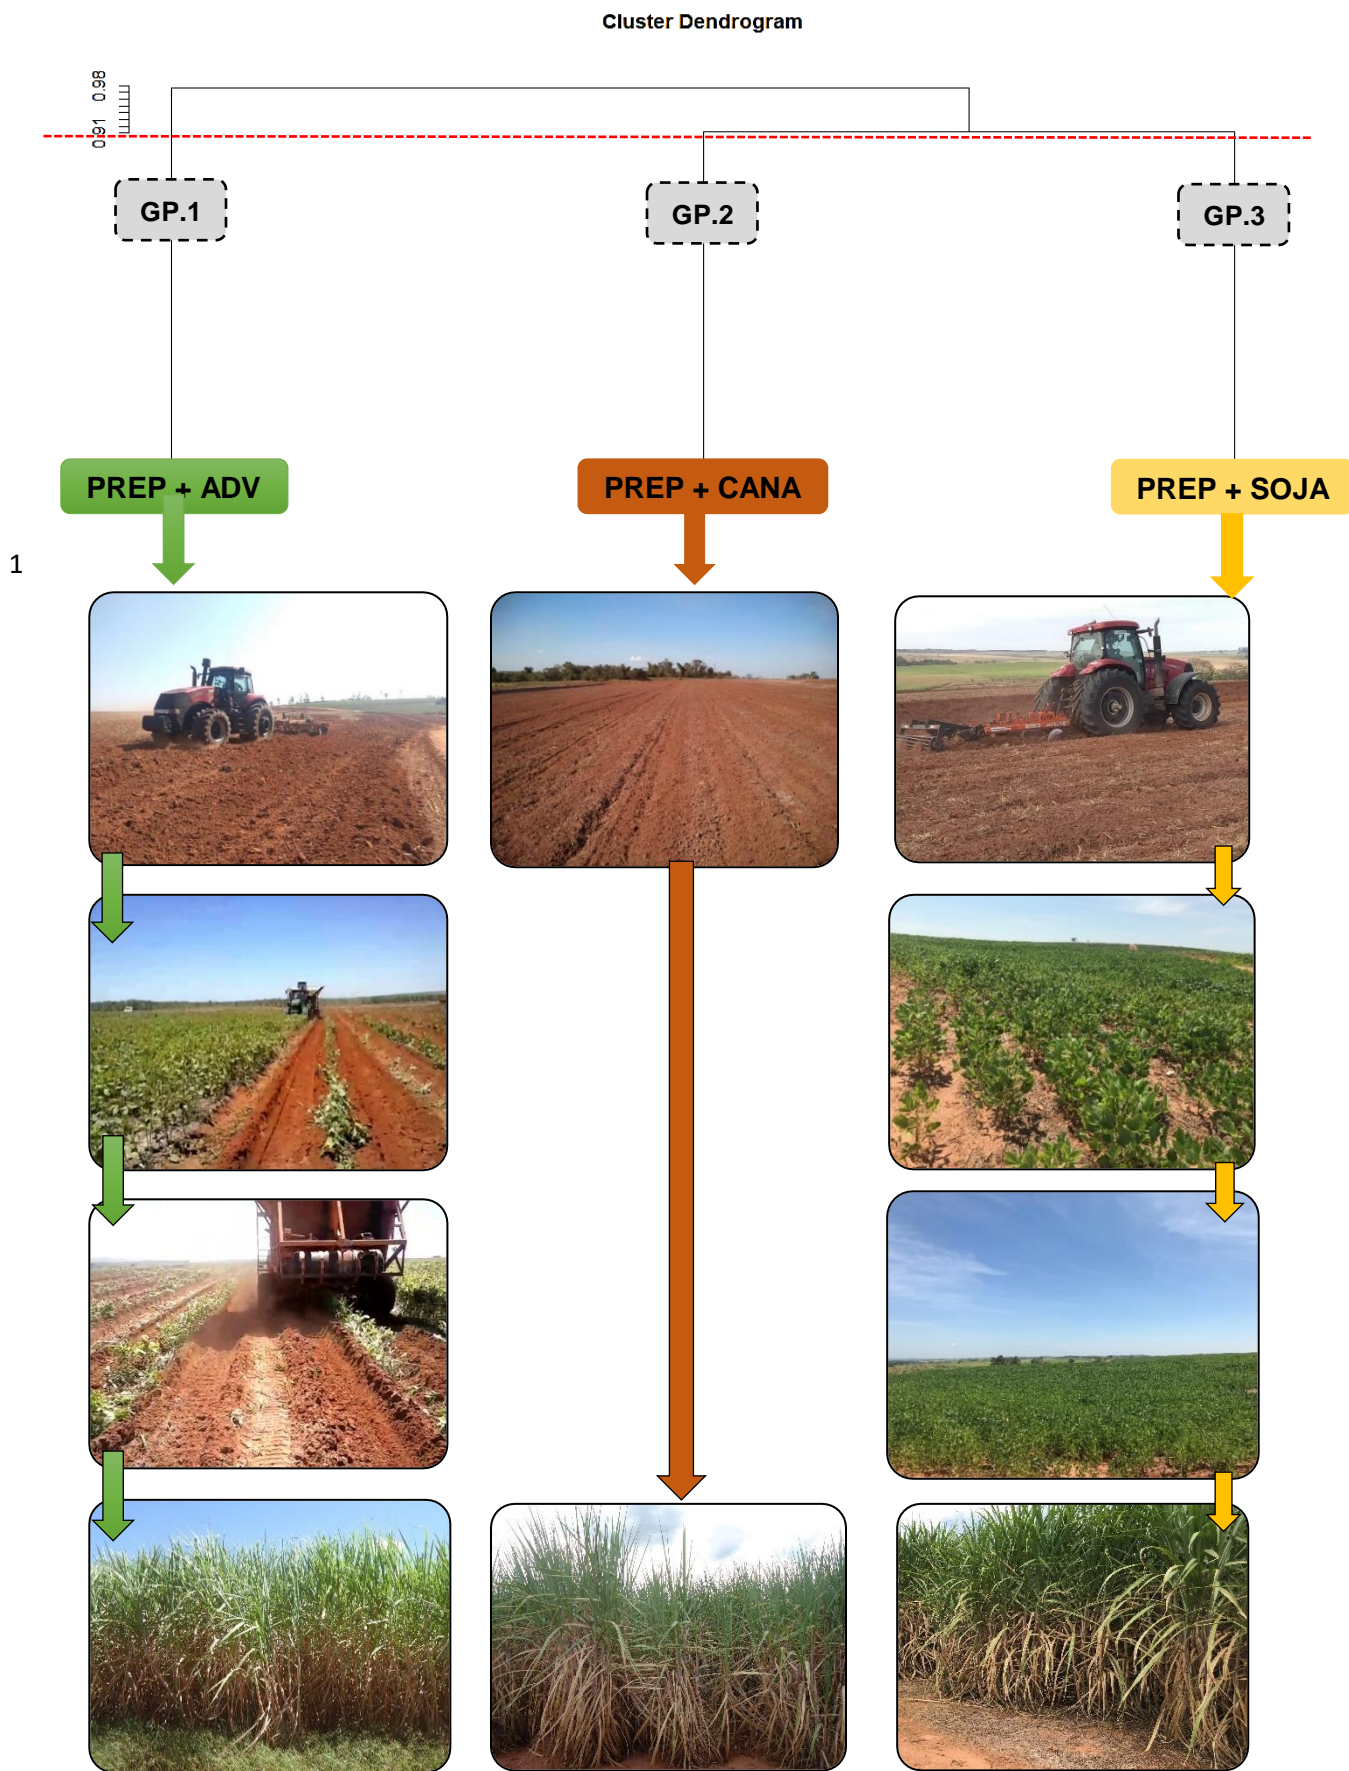 Cluster Dendrogram
0.98
0.91
GP.1
GP.2
GP.3
PREP + ADV
PREP + CANA
PREP + SOJA
1